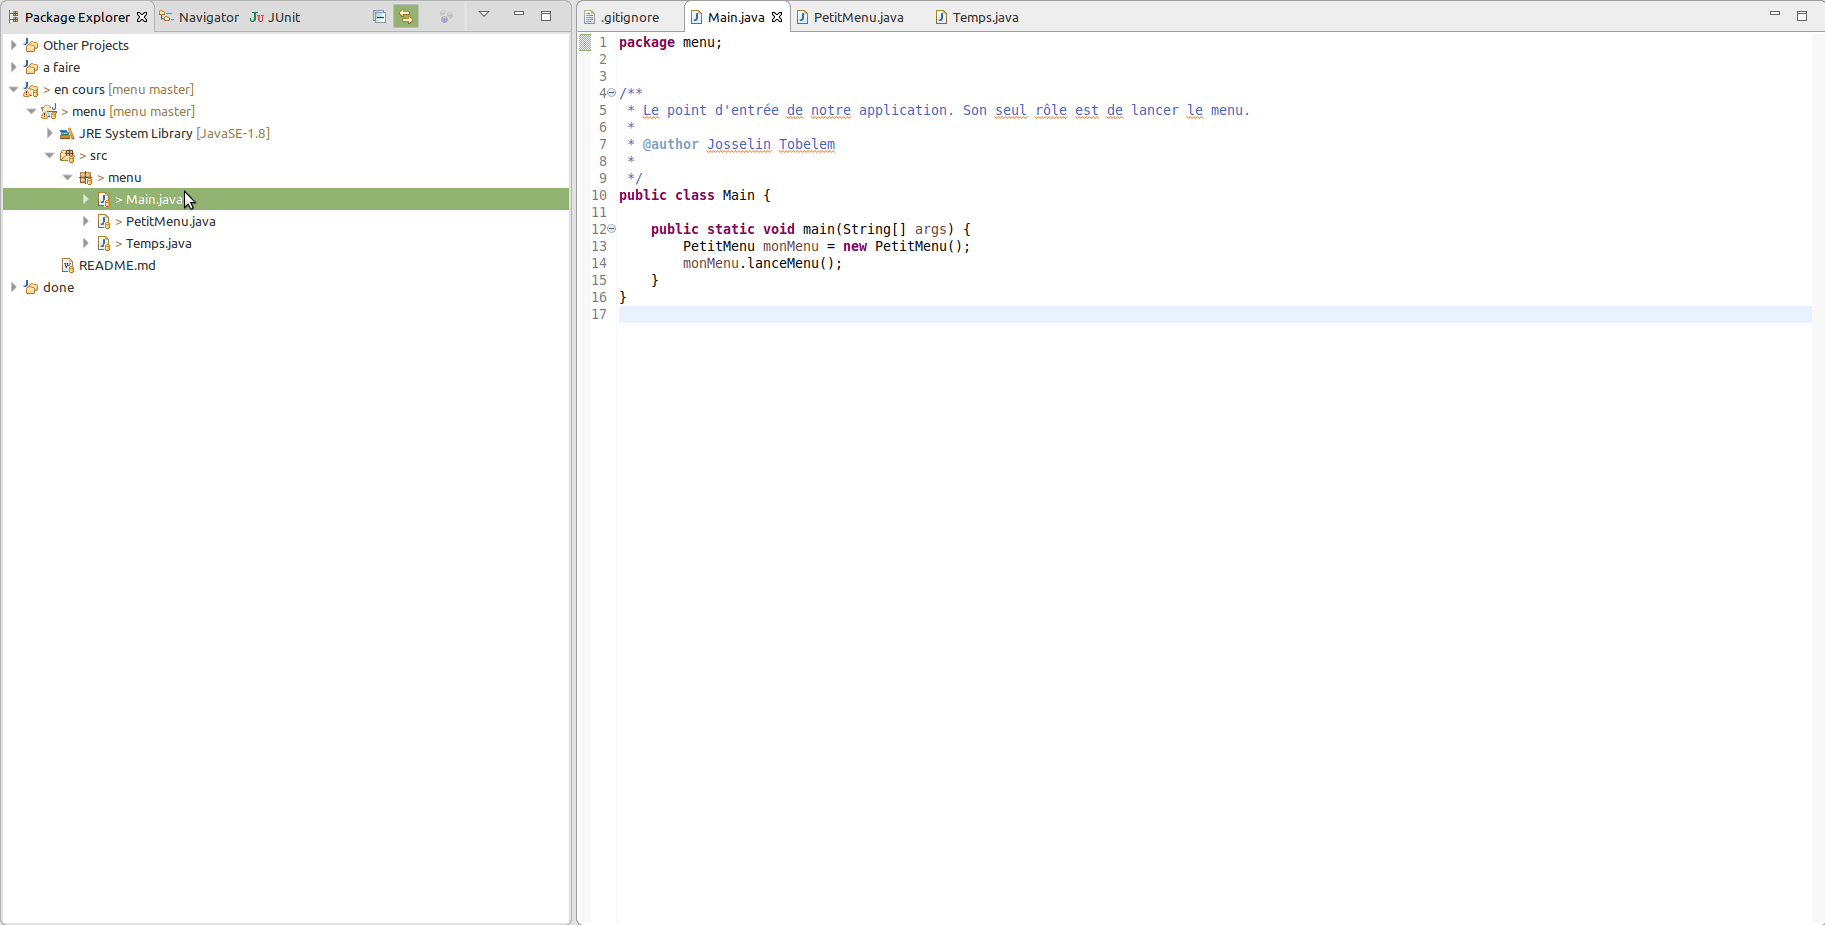 Package Explorer Navigator JUnit
Other Projects
a faire
> en cours [menu master]
> menu [menu master]
JRE System Library [JavaSE-1.8]
> src
> menu
> Main.java
> PetitMenu.java
> Temps.java
README.md
done
.gitignore Main.java PetitMenu.java Temps.java
1 package menu;
2
3
4 /**
5 * Le point d'entrée de notre application. Son seul rôle est de lancer le menu.
6 *
7 * @author Josselin Tobelem
8 *
9 */
10 public class Main {
11
12 public static void main(String[] args) {
13 PetitMenu monMenu = new PetitMenu();
14 monMenu.lanceMenu();
15 }
16 }
17